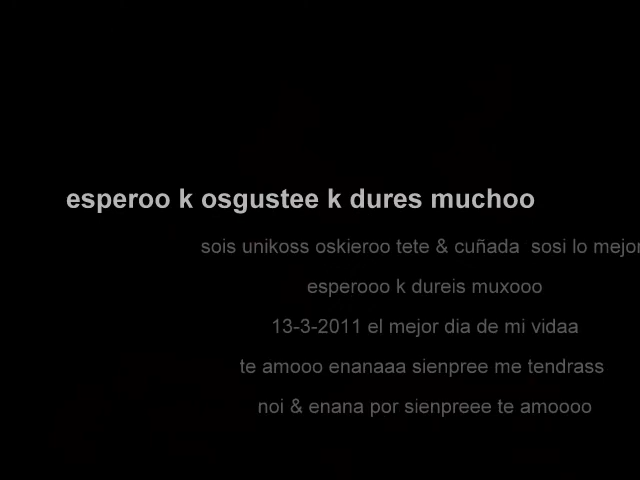 esperoo k osgustee k dures muchoo
sois unikoss oskieroo tete & cuñada sosi lo mejor
esperooo k dureis muxooo
13-3-2011 el mejor dia de mi vidaa
te amooo enanaaa sienpree me tendrass
noi & enana por sienpreee te amoooo